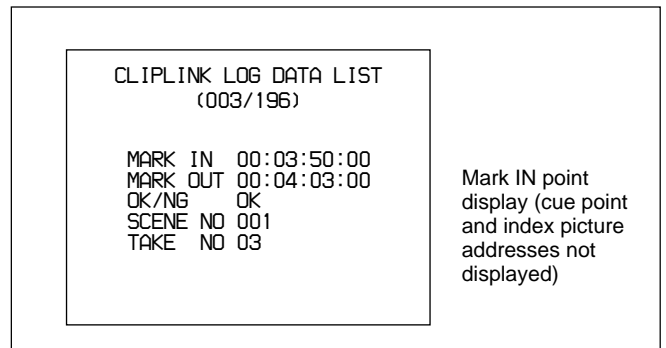 CLIPLINK LOG DATA LIST
(003/196)
MARK IN 00:03:50:00
MARK OUT 00:04:03:00
OK/NG OK
SCENE NO 001
TAKE NO 03
Mark IN point
display (cue point
and index picture
addresses not
displayed)